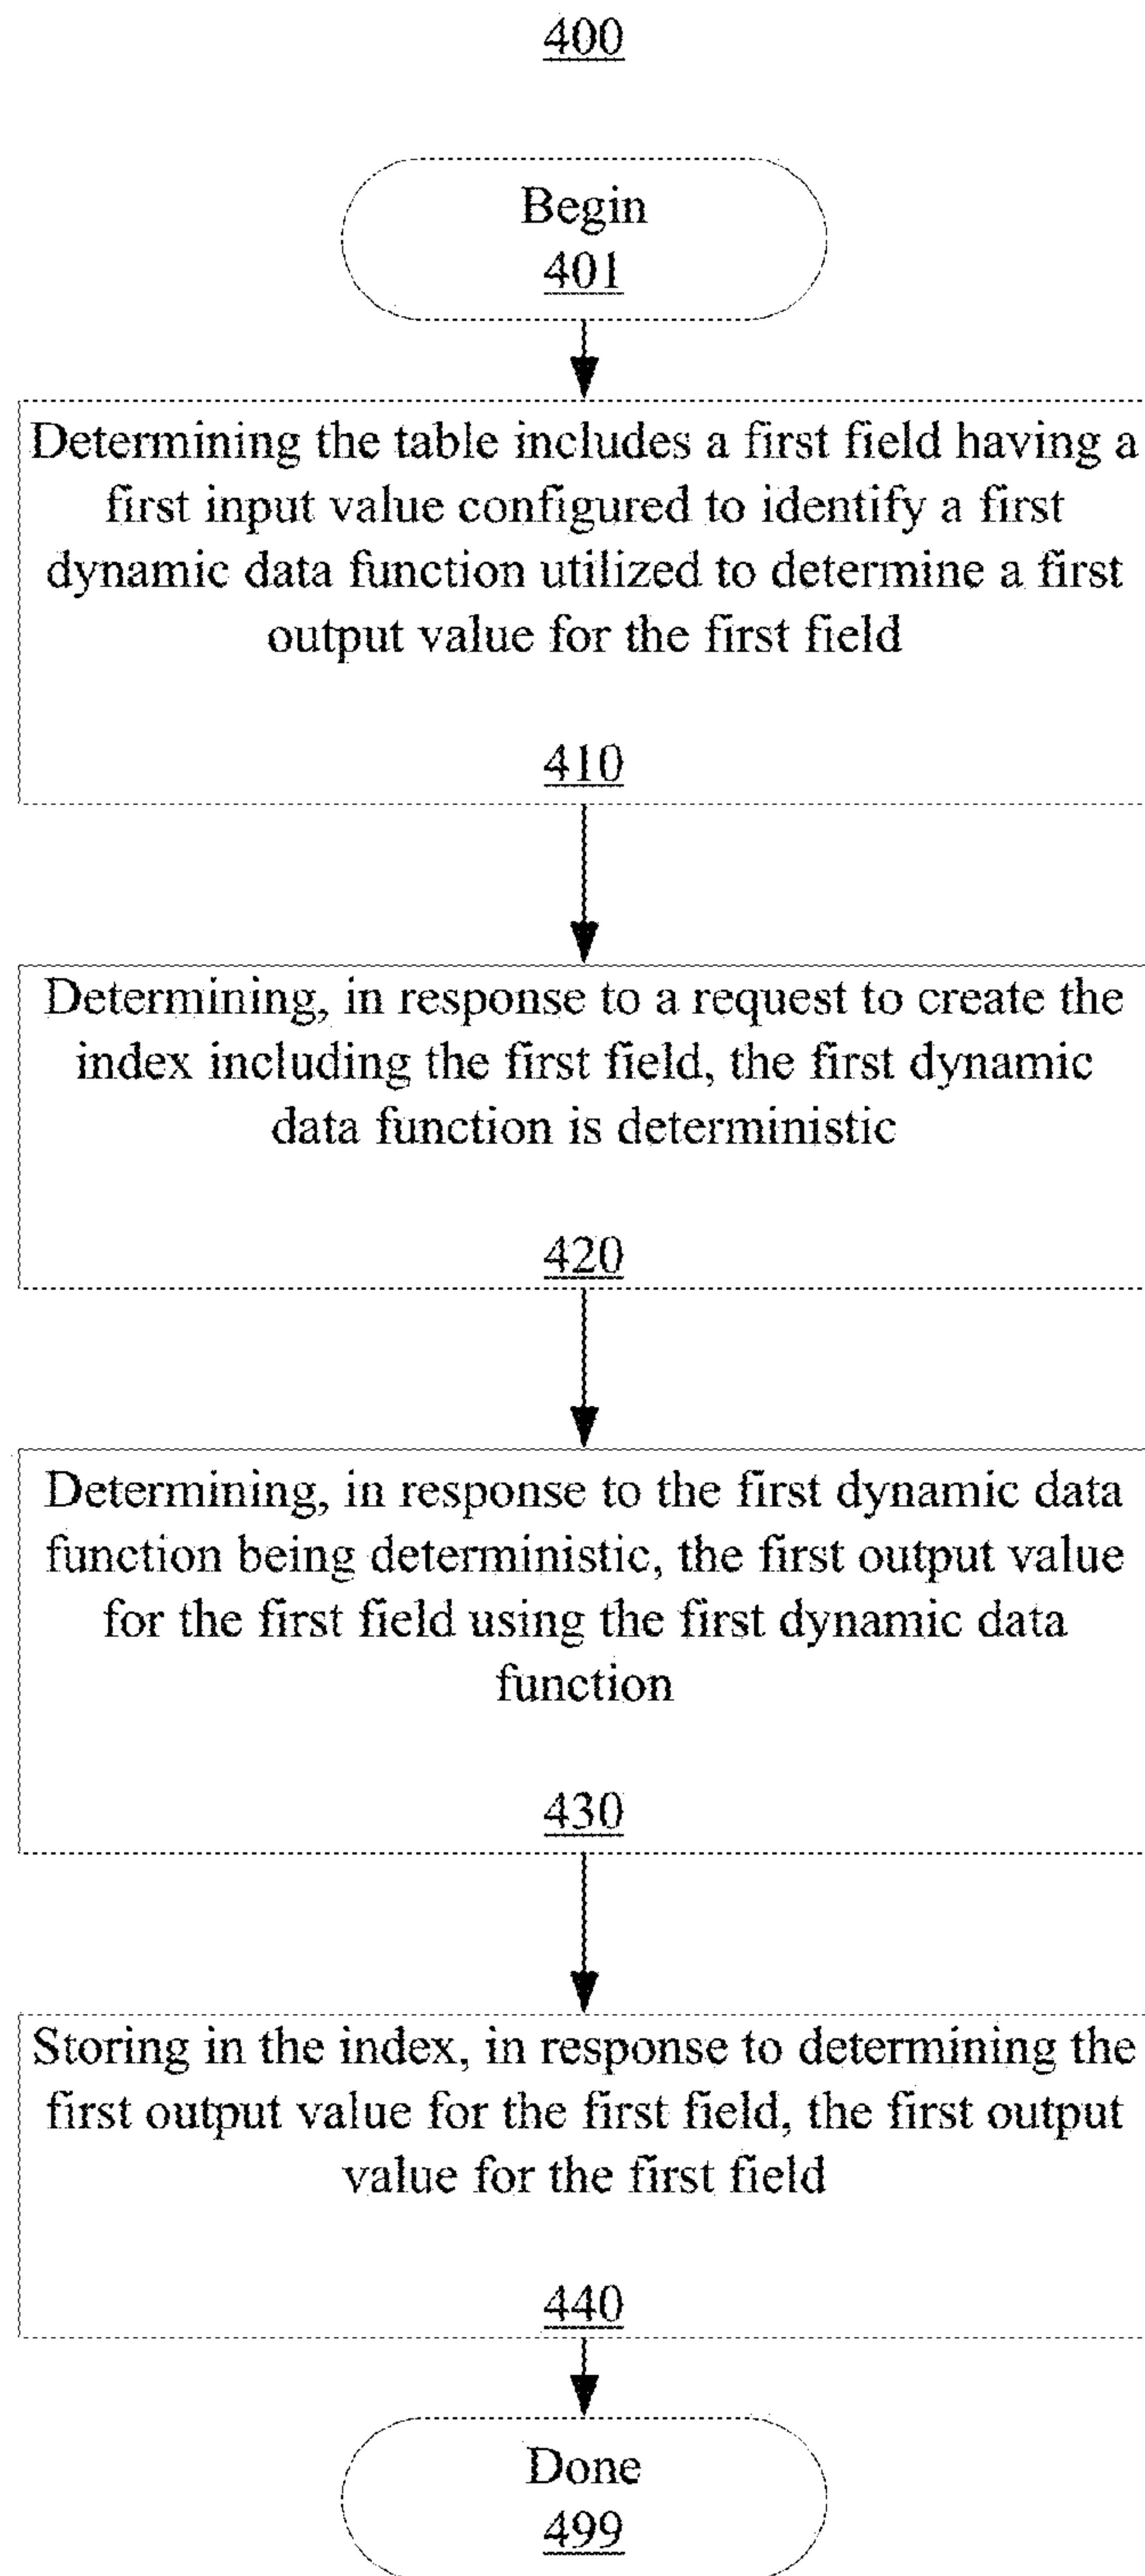 400
Begin
401
Determining the table includes a first field having a
first input value configured to identify a first
dynamic data function utilized to determine a first
output value for the first field
410
Determining, in response to a request to create the
index including the first field, the first dynamic
data function is deterministic
420
Determining, in response to the first dynamic data
function being deterministic, the first output value
for the first field using the first dynamic data
function
430
Storing in the index, in response to determining the
first output value for the first field, the first output
value for the first field
440
Done
499